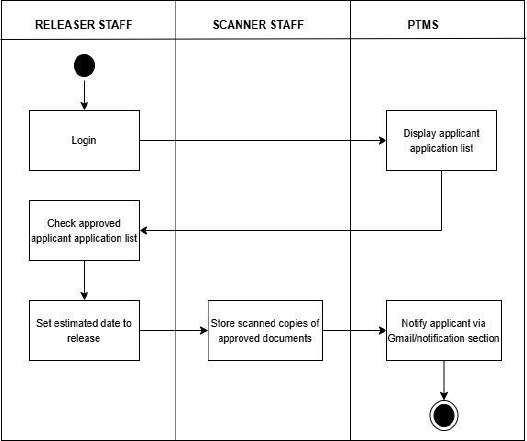 RELEASER STAFF
SCANNER STAFF
PTMS
Login
Display applicant
application list
Check approved
applicant application list
Set estimated date to
release
Store scanned copies of
approved documents
Notify applicant via
Gmail/notification section